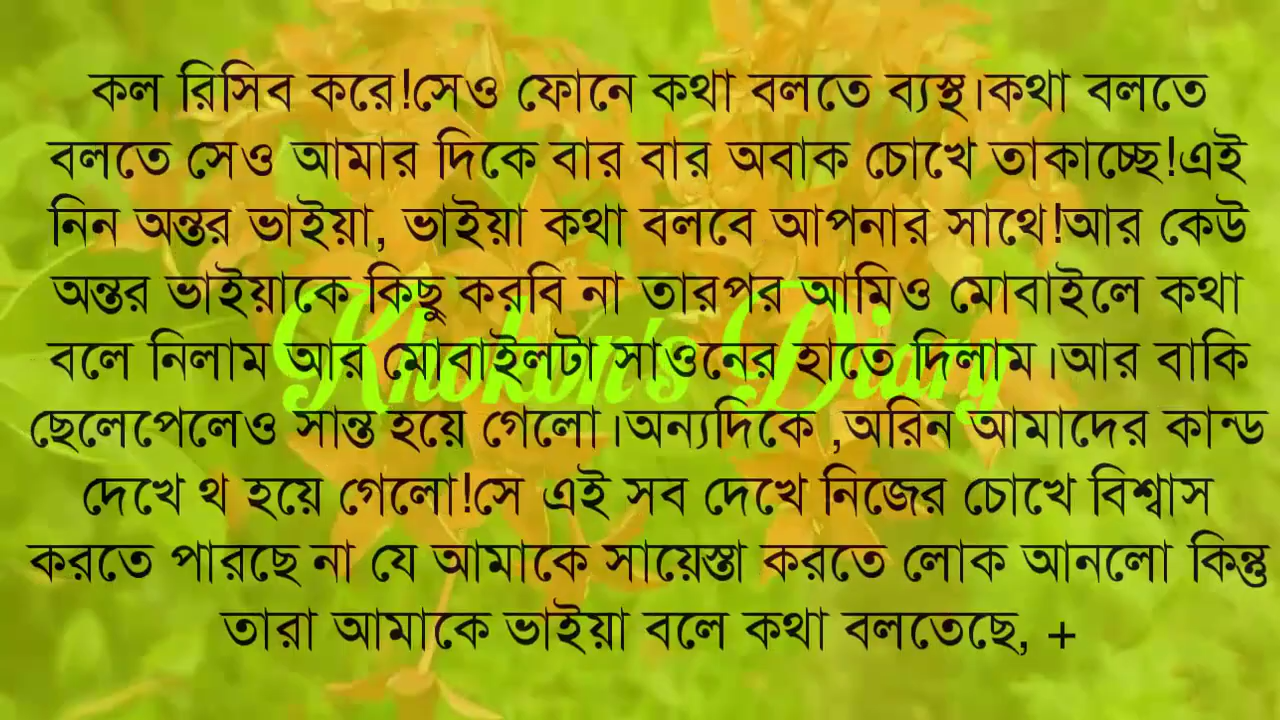 কল রিসিব করে!সেও ফোনে কথা বলতে ব্যস্থ।কথা বলতে
বলতে সেও আমার দিকে বার বার অবাক চোখে তাকাচ্ছে!এই
নিন অন্তর ভাইয়া, ভাইয়া কথা বলবে আপনার সাথে!আর কেউ
অন্তর ভাইয়াকে কিছু করবি না তারপর আমিও মোবাইলে কথা
বলে নিলাম আর মোবাইলটা সাওনের হাতে দিলাম।আর বাকি
Khokon's Diary
ছেলেপেলেও সান্ত হয়ে গেলো।অন্যদিকে ,অরিন আমাদের কান্ড
দেখে থ হয়ে গেলো!সে এই সব দেখে নিজের চোখে বিশ্বাস
করতে পারছে না যে আমাকে সায়েস্তা করতে লোক আনলো কিন্তু
তারা আমাকে ভাইয়া বলে কথা বলতেছে, +